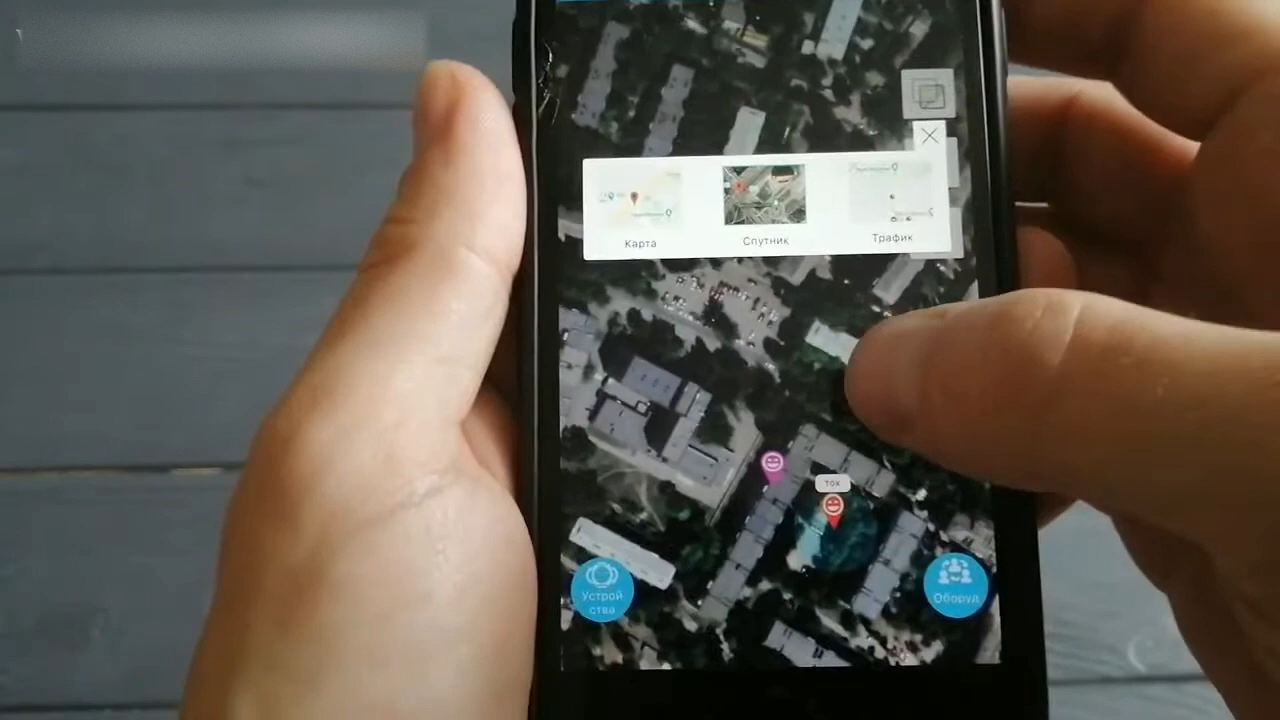 Карта
Спутник
Трафик
ток
Устрой
ства
Оборуд